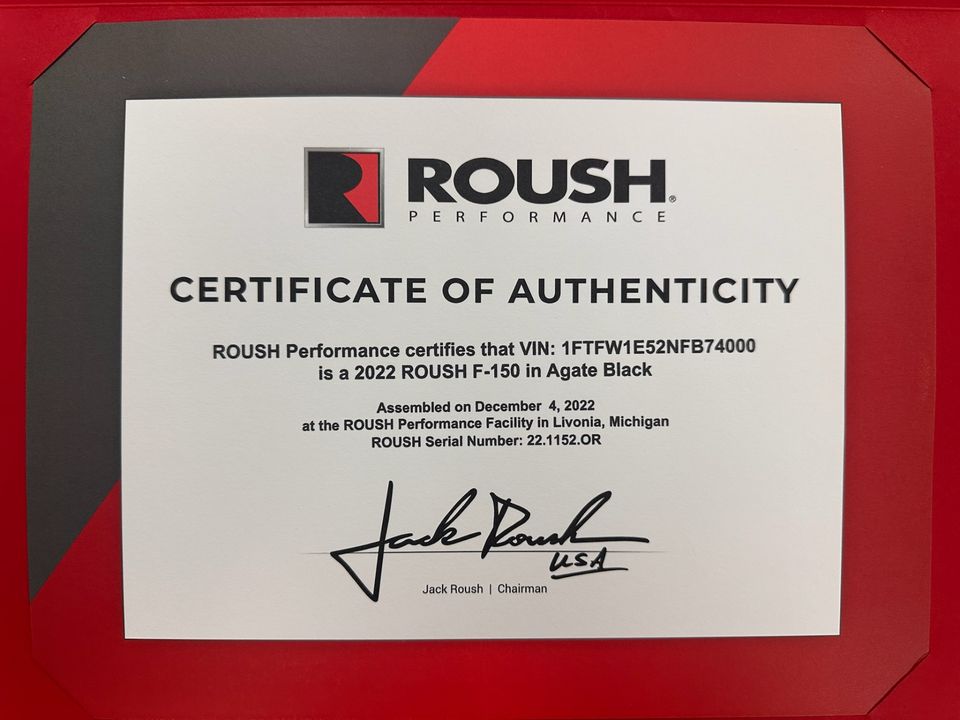 ROUSH®
PERFORMANCE
CERTIFICATE OF AUTHENTICITY
ROUSH Performance certifies that VIN: 1FTFW1E52NFB74000
is a 2022 ROUSH F-150 in Agate Black
Assembled on December 4, 2022
at the ROUSH Performance Facility in Livonia, Michigan
ROUSH Serial Number: 22.1152.OR
Jack Roush
USA
Jack Roush | Chairman